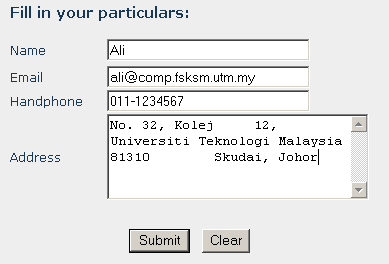 Fill in your particulars:
Name Ali
Email ali@comp.fsksm.utm.my
Handphone 011-1234567
Address
No. 32, Kolej 12,
Universiti Teknologi Malaysia
81310 Skudai, Johor
Submit Clear